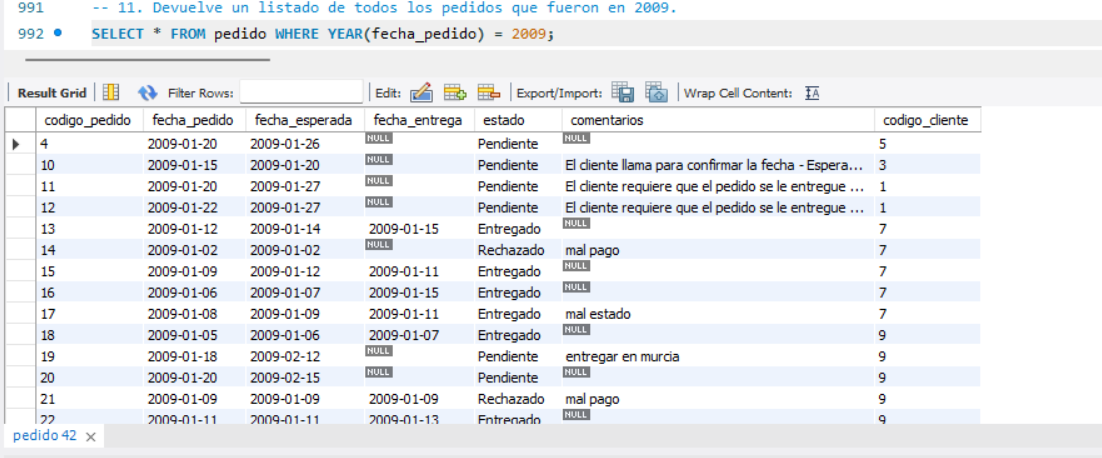 991 -- 11. Devuelve un listado de todos los pedidos que fueron en 2009.
992 SELECT * FROM pedido WHERE YEAR(fecha_pedido) = 2009;
Result Grid Filter Rows: Edit: Export/Import: Wrap Cell Content: IA
codigo_pedido fecha_pedido fecha_esperada fecha_entrega estado comentarios codigo_cliente
4 2009-01-20 2009-01-26 NULL Pendiente NULL 5
10 2009-01-15 2009-01-20 NULL Pendiente El cliente llama para confirmar la fecha - Espera... 3
11 2009-01-20 2009-01-27 NULL Pendiente El cliente requiere que el pedido se le entregue ... 1
12 2009-01-22 2009-01-27 NULL Pendiente El cliente requiere que el pedido se le entregue ... 1
13 2009-01-12 2009-01-14 2009-01-15 Entregado NULL 7
14 2009-01-02 2009-01-02 NULL Rechazado mal pago 7
15 2009-01-09 2009-01-12 2009-01-11 Entregado NULL 7
16 2009-01-06 2009-01-07 2009-01-15 Entregado NULL 7
17 2009-01-08 2009-01-09 2009-01-11 Entregado mal estado 7
18 2009-01-05 2009-01-06 2009-01-07 Entregado NULL 9
19 2009-01-18 2009-02-12 NULL Pendiente entregar en murcia 9
20 2009-01-20 2009-02-15 NULL Pendiente NULL 9
21 2009-01-09 2009-01-09 2009-01-09 Rechazado mal pago 9
22 2009-01-11 2009-01-11 2009-01-13 Entregado NULL 9
pedido 42